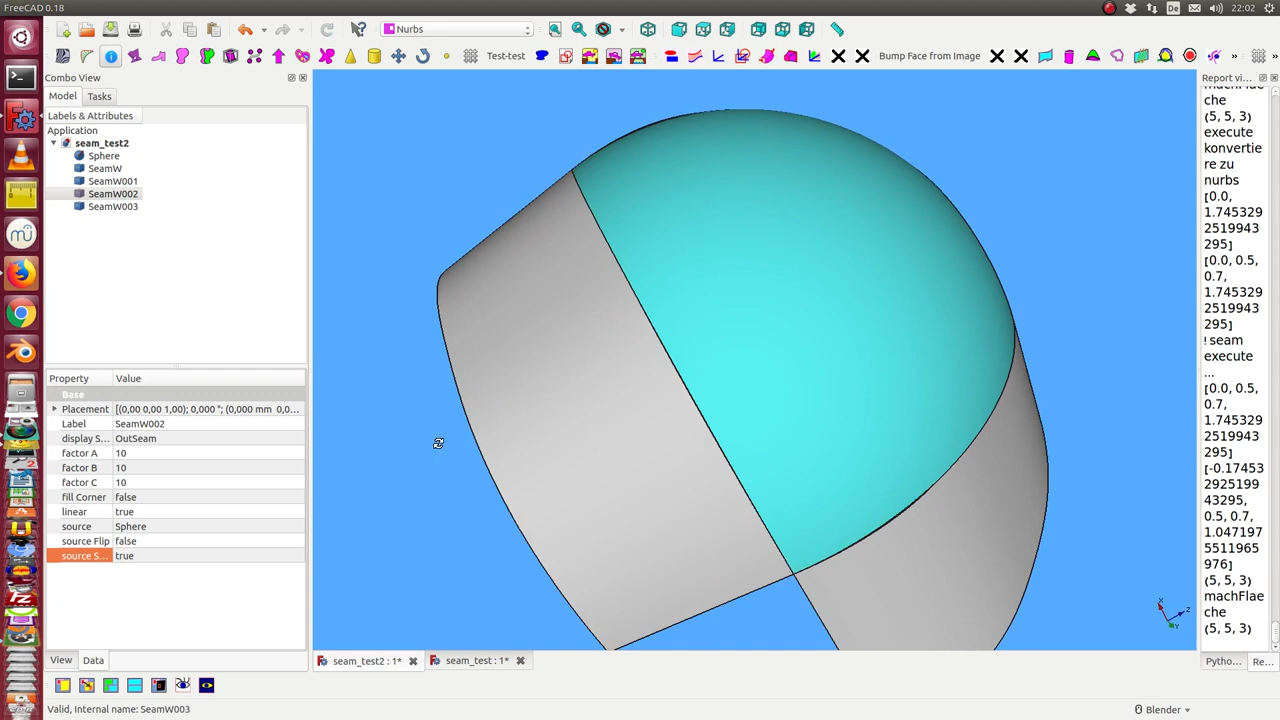 FreeCAD 0.18
De
22:02
Nurbs
Test-test
Bump Face from Image
Combo View
Report vi...
Model
Tasks
Labels & Attributes
Application
seam_test2
Sphere
SeamW
SeamW001
SeamW002
SeamW003
Property
Value
Base
Placement
[(0,00 0,00 1,00); 0,000 °; (0,000 mm 0,0...
Label
SeamW002
display S...
OutSeam
factor A
10
factor B
10
factor C
10
fill Corner
false
linear
true
source
Sphere
source Flip
false
source S...
true
View
Data
machFlae
che
(5, 5, 3)
execute
konvertie
re zu
nurbs
[0.0,
1.745329
2519943
295]
[0.0, 0.5,
0.7,
1.745329
2519943
295]
! seam
execute
...
[0.0, 0.5,
0.7,
1.745329
2519943
295]
[-0.17453
2925199
43295,
0.5, 0.7,
1.047197
5511965
976]
(5, 5, 3)
machFlae
che
(5, 5, 3)
X
Z
Y
seam_test2 : 1*
seam_test : 1*
Pytho...
Re...
Valid, Internal name: SeamW003
Blender